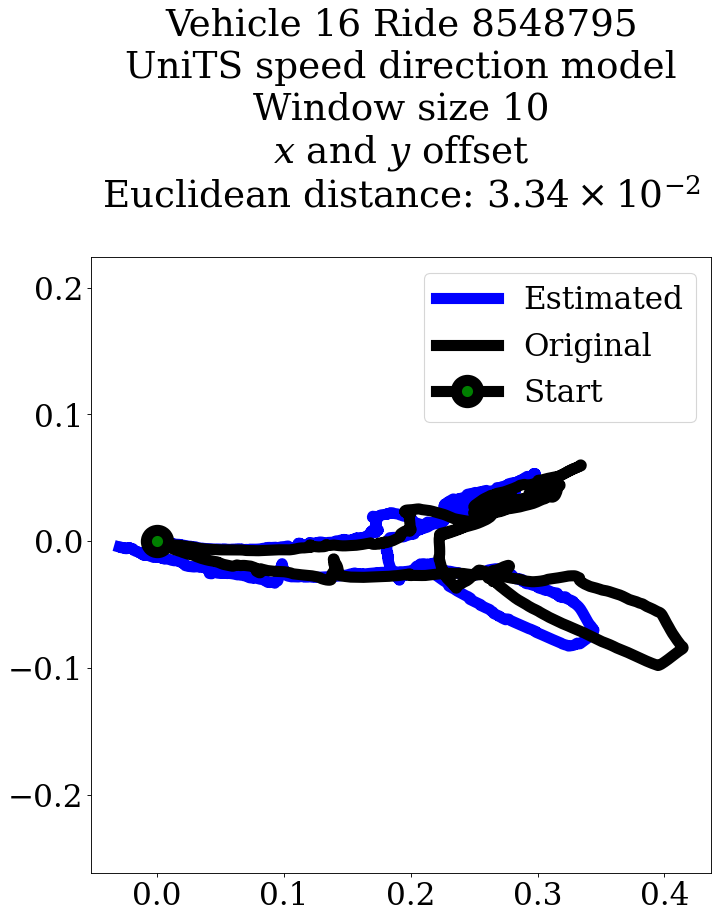 Vehicle 16 Ride 8548795
UniTS speed direction model
Window size 10
x and y offset
Euclidean distance: 3.34 × 10⁻²
Estimated
Original
Start
0.2
0.1
0.0
−0.1
−0.2
0.0 0.1 0.2 0.3 0.4